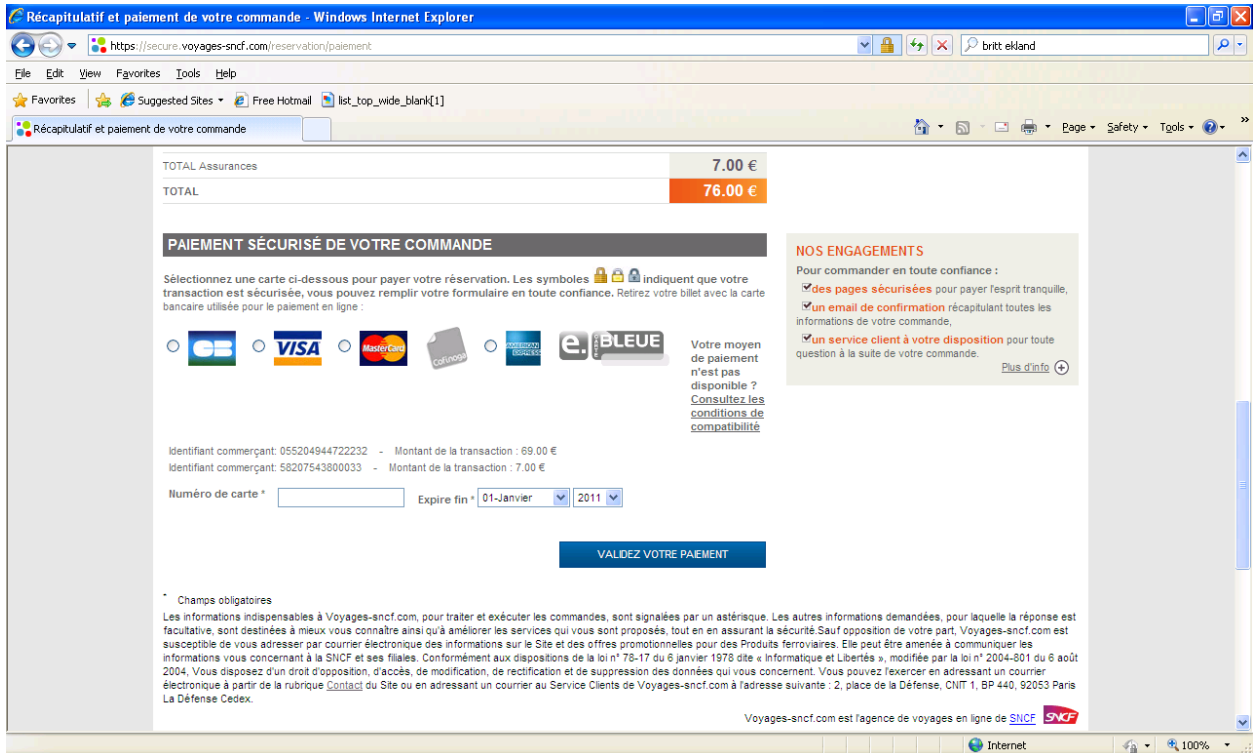 Récapitulatif et paiement de votre commande - Windows Internet Explorer
https://secure.voyages-sncf.com/reservation/paiement
britt ekland
File Edit View Favorites Tools Help
Favorites Suggested Sites Free Hotmail list_top_wide_blank[1]
Récapitulatif et paiement de votre commande
Page Safety Tools »
TOTAL Assurances 7.00 €
TOTAL 76.00 €
PAIEMENT SÉCURISÉ DE VOTRE COMMANDE
Sélectionnez une carte ci-dessous pour payer votre réservation. Les symboles indiquent que votre
transaction est sécurisée, vous pouvez remplir votre formulaire en toute confiance. Retirez votre billet avec la carte
bancaire utilisée pour le paiement en ligne :
CB VISA MasterCard Cofinoga AMERICAN EXPRESS e. CARTE BLEUE
Votre moyen
de paiement
n'est pas
disponible ?
Consultez les
conditions de
compatibilité
NOS ENGAGEMENTS
Pour commander en toute confiance :
des pages sécurisées pour payer l'esprit tranquille,
un email de confirmation récapitulant toutes les
informations de votre commande,
un service client à votre disposition pour toute
question à la suite de votre commande.
Plus d'info
Identifiant commerçant: 055204944722232 - Montant de la transaction : 69.00 €
Identifiant commerçant: 58207543800033 - Montant de la transaction : 7.00 €
Numéro de carte * Expire fin * 01-Janvier 2011
VALIDEZ VOTRE PAIEMENT
* Champs obligatoires
Les informations indispensables à Voyages-sncf.com, pour traiter et exécuter les commandes, sont signalées par un astérisque. Les autres informations demandées, pour laquelle la réponse est
facultative, sont destinées à mieux vous connaître ainsi qu'à améliorer les services qui vous sont proposés, tout en en assurant la sécurité.Sauf opposition de votre part, Voyages-sncf.com est
susceptible de vous adresser par courrier électronique des informations sur le Site et des offres promotionnelles pour des Produits ferroviaires. Elle peut être amenée à communiquer les
informations vous concernant à la SNCF et ses filiales. Conformément aux dispositions de la loi n° 78-17 du 6 janvier 1978 dite « Informatique et Libertés », modifiée par la loi n° 2004-801 du 6 août
2004, Vous disposez d'un droit d'opposition, d'accès, de modification, de rectification et de suppression des données qui vous concernent. Vous pouvez l'exercer en adressant un courrier
électronique à partir de la rubrique Contact du Site ou en adressant un courrier au Service Clients de Voyages-sncf.com à l'adresse suivante : 2, place de la Défense, CNIT 1, BP 440, 92053 Paris
La Défense Cedex.
Voyages-sncf.com est l'agence de voyages en ligne de SNCF SNCF
Internet 100%